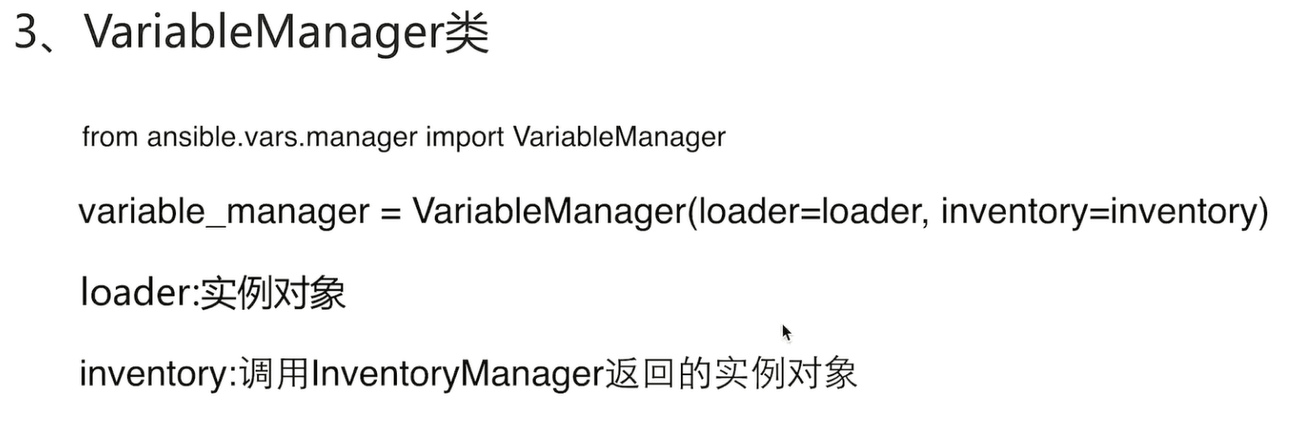 3、VariableManager类
from ansible.vars.manager import VariableManager
variable_manager = VariableManager(loader=loader, inventory=inventory)
loader:实例对象
inventory:调用InventoryManager返回的实例对象